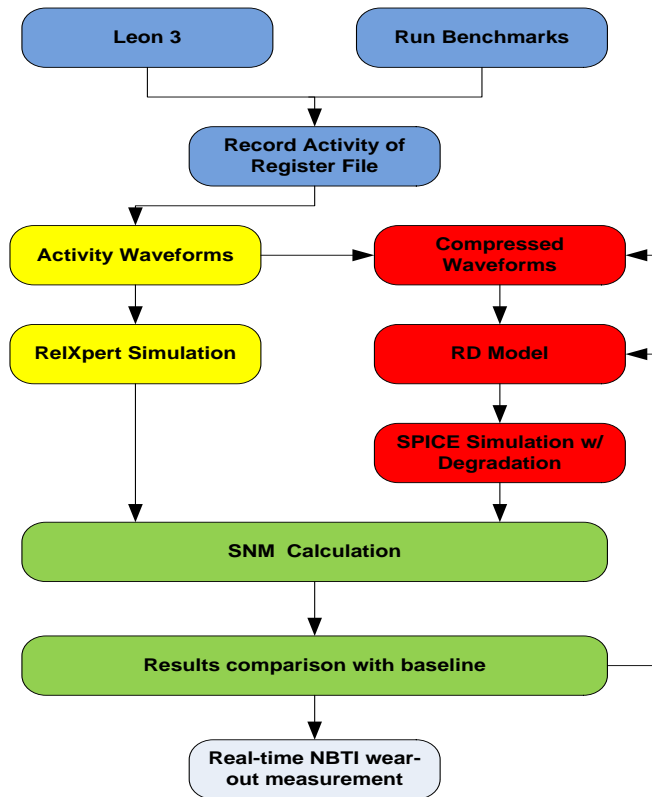 Leon 3
Run Benchmarks
Record Activity of
Register File
Activity Waveforms
Compressed
Waveforms
RelXpert Simulation
RD Model
SPICE Simulation w/
Degradation
SNM Calculation
Results comparison with baseline
Real-time NBTI wear-
out measurement